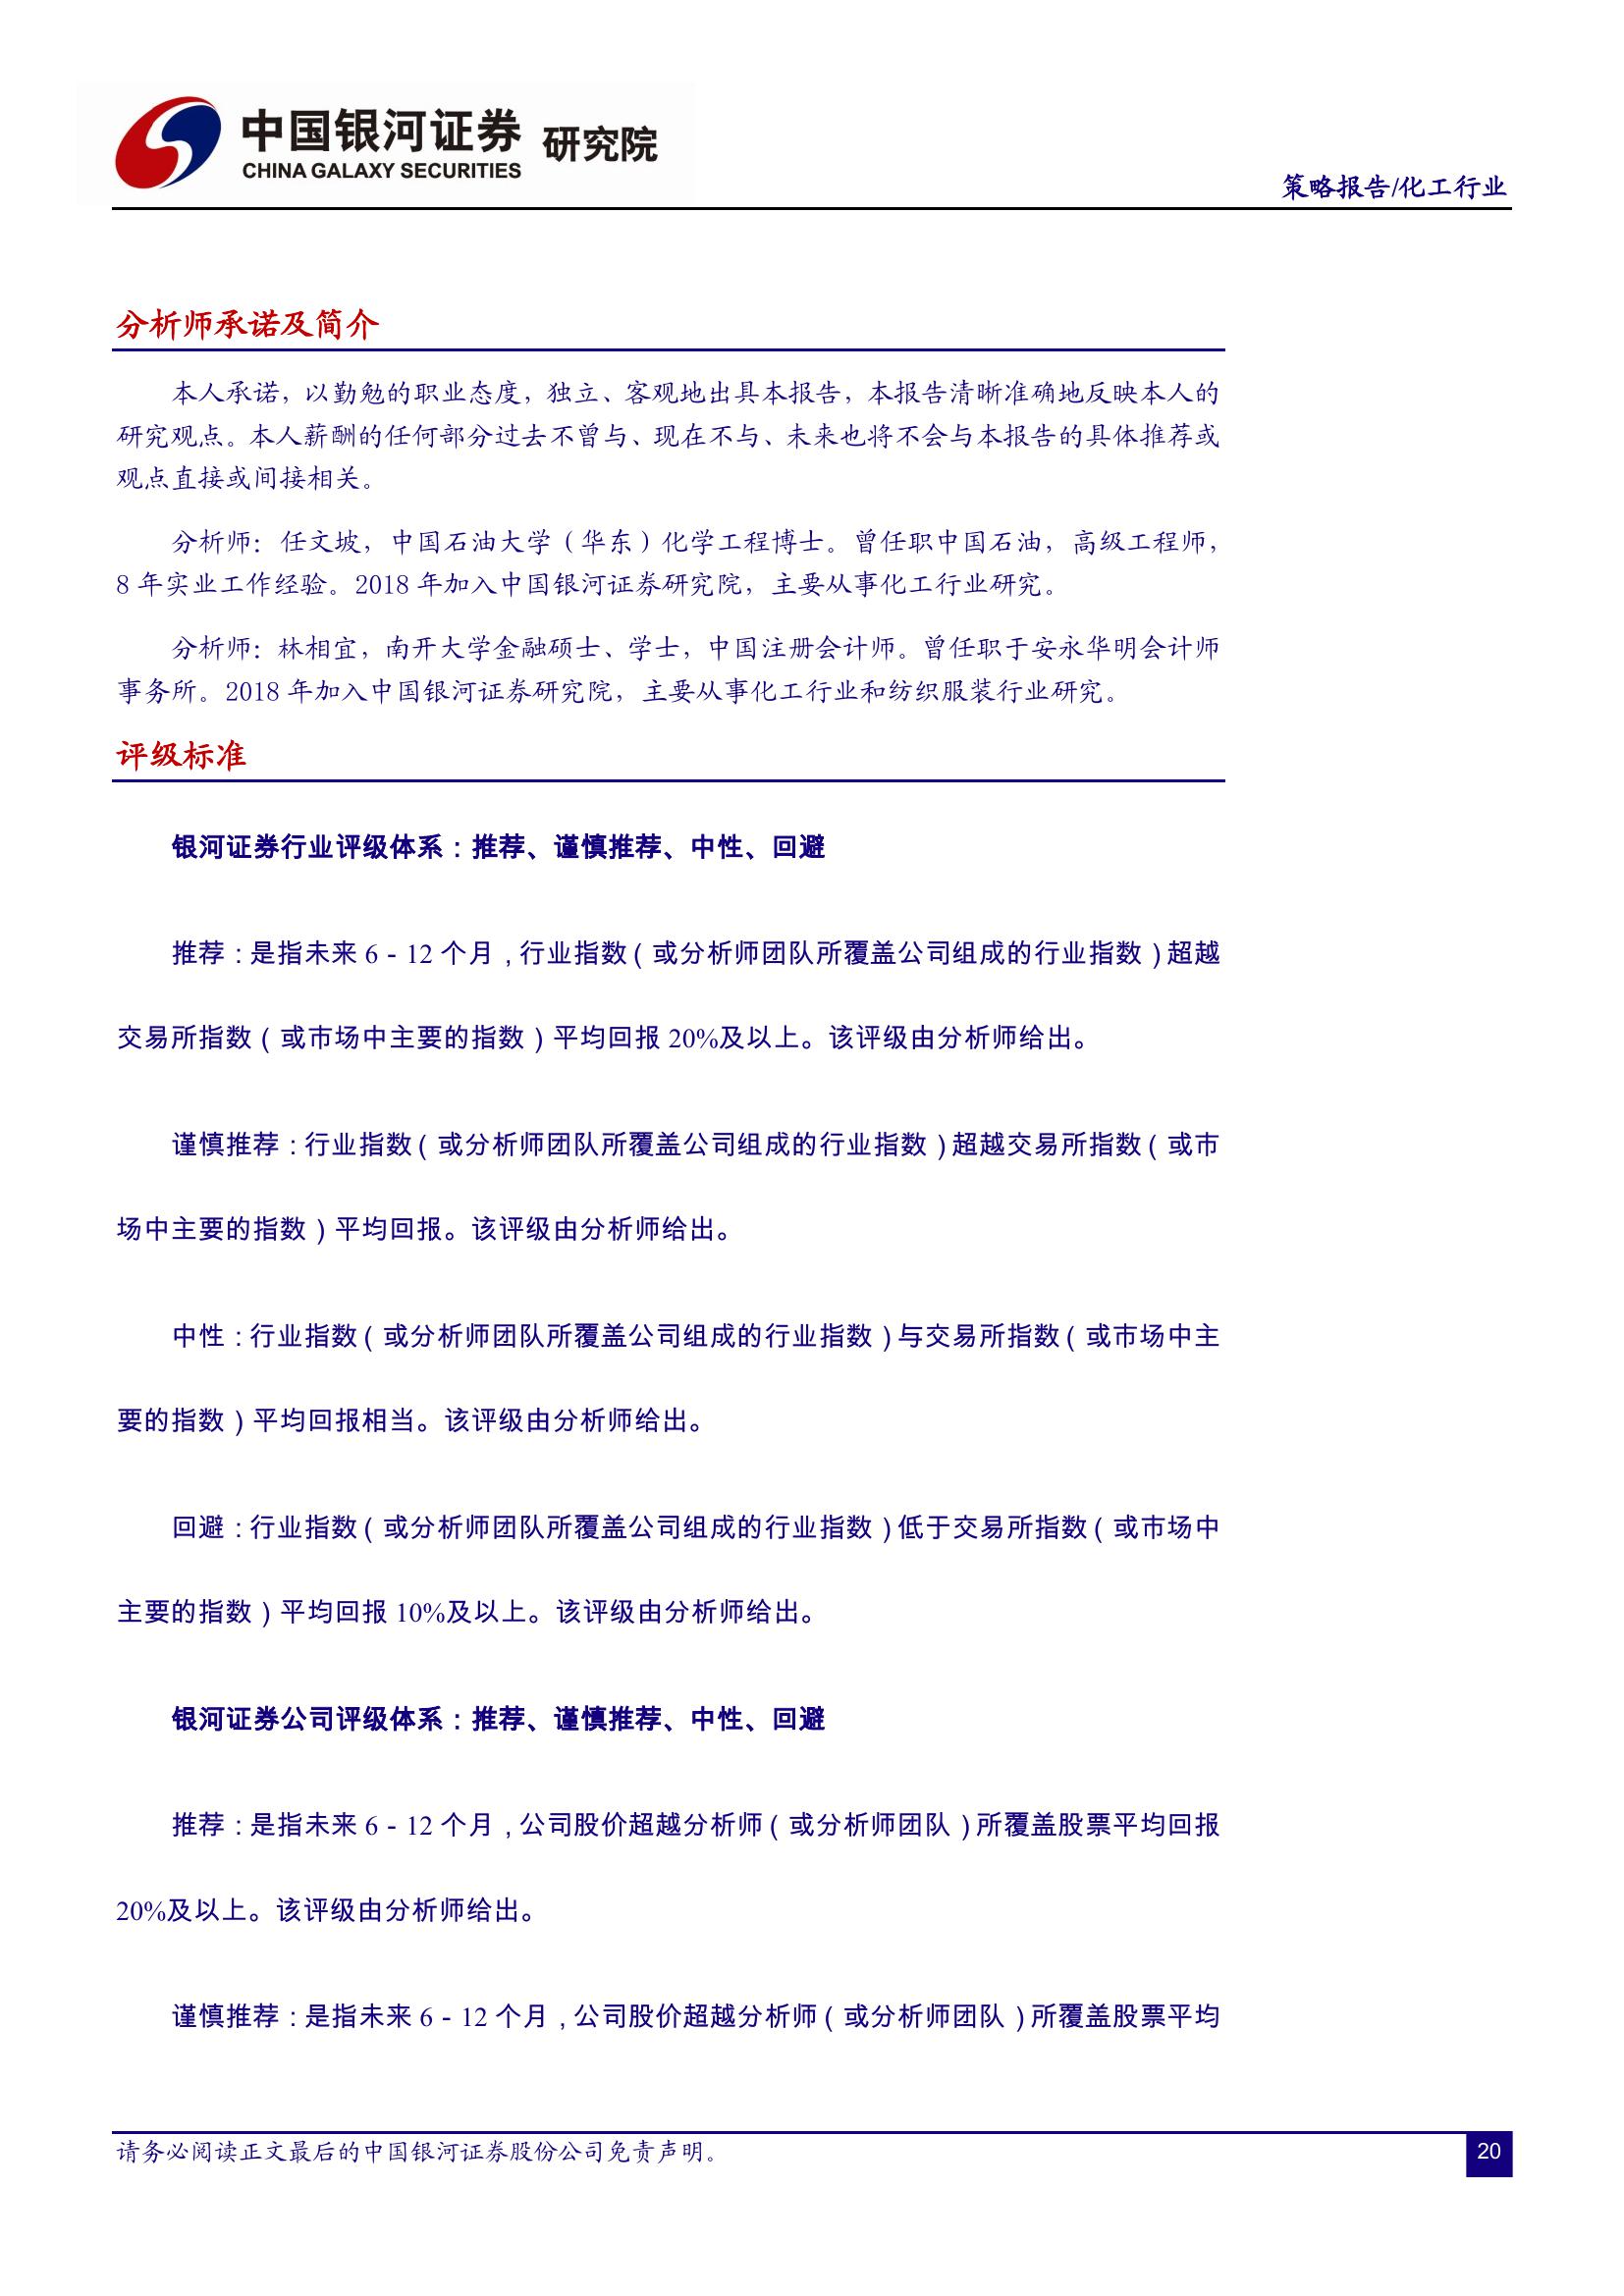 中国银河证券 研究院
CHINA GALAXY SECURITIES
策略报告/化工行业
分析师承诺及简介
本人承诺，以勤勉的职业态度，独立、客观地出具本报告，本报告清晰准确地反映本人的
研究观点。本人薪酬的任何部分过去不曾与、现在不与、未来也将不会与本报告的具体推荐或
观点直接或间接相关。
分析师：任文坡，中国石油大学（华东）化学工程博士。曾任职中国石油，高级工程师，
8 年实业工作经验。2018 年加入中国银河证券研究院，主要从事化工行业研究。
分析师：林相宜，南开大学金融硕士、学士，中国注册会计师。曾任职于安永华明会计师
事务所。2018 年加入中国银河证券研究院，主要从事化工行业和纺织服装行业研究。
评级标准
银河证券行业评级体系：推荐、谨慎推荐、中性、回避
推荐：是指未来 6－12 个月，行业指数（或分析师团队所覆盖公司组成的行业指数）超越
交易所指数（或市场中主要的指数）平均回报 20%及以上。该评级由分析师给出。
谨慎推荐：行业指数（或分析师团队所覆盖公司组成的行业指数）超越交易所指数（或市
场中主要的指数）平均回报。该评级由分析师给出。
中性：行业指数（或分析师团队所覆盖公司组成的行业指数）与交易所指数（或市场中主
要的指数）平均回报相当。该评级由分析师给出。
回避：行业指数（或分析师团队所覆盖公司组成的行业指数）低于交易所指数（或市场中
主要的指数）平均回报 10%及以上。该评级由分析师给出。
银河证券公司评级体系：推荐、谨慎推荐、中性、回避
推荐：是指未来 6－12 个月，公司股价超越分析师（或分析师团队）所覆盖股票平均回报
20%及以上。该评级由分析师给出。
谨慎推荐：是指未来 6－12 个月，公司股价超越分析师（或分析师团队）所覆盖股票平均
请务必阅读正文最后的中国银河证券股份公司免责声明。
20